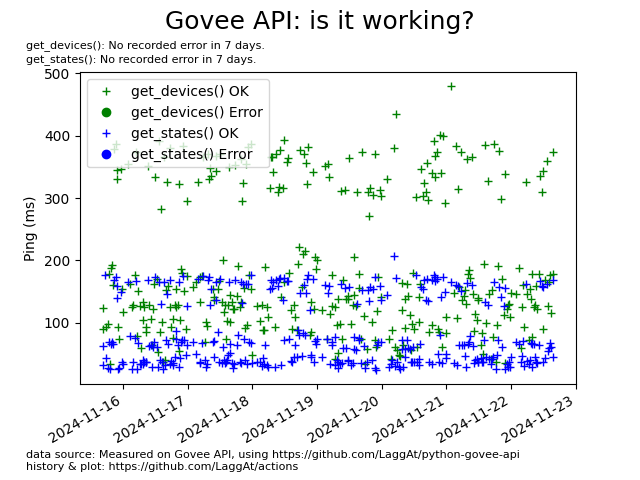 Govee API: is it working?
get_devices(): No recorded error in 7 days.
get_states(): No recorded error in 7 days.
500
400
300
200
100
Ping (ms)
get_devices() OK
get_devices() Error
get_states() OK
get_states() Error
2024-11-16
2024-11-17
2024-11-18
2024-11-19
2024-11-20
2024-11-21
2024-11-22
2024-11-23
data source: Measured on Govee API, using https://github.com/LaggAt/python-govee-api
history & plot: https://github.com/LaggAt/actions